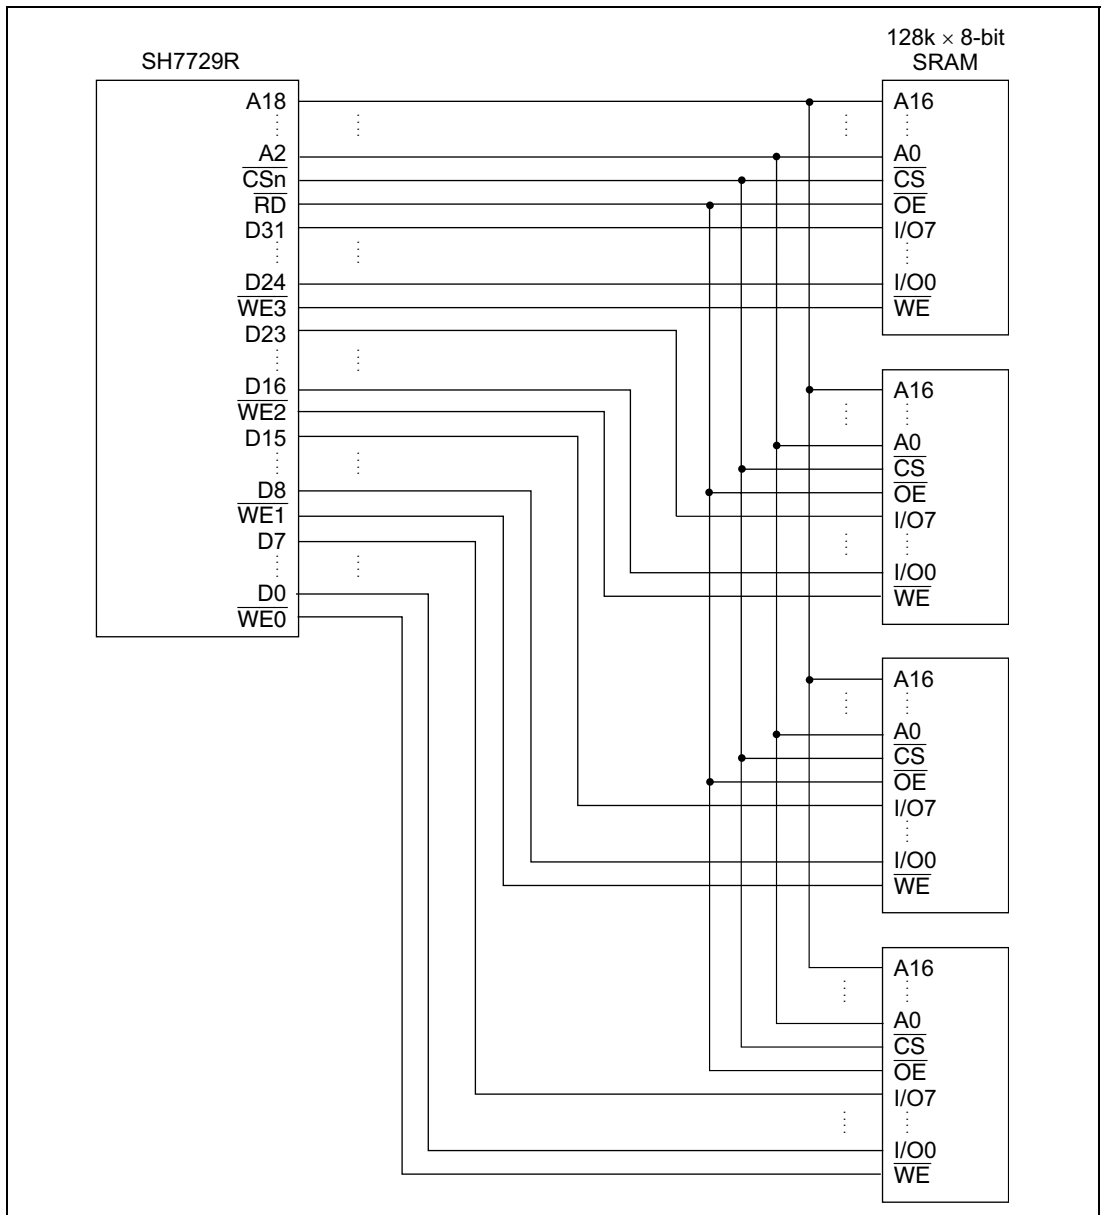 SH7729R
A18
A2
CSn
RD
D31
D24
WE3
D23
D16
WE2
D15
D8
WE1
D7
D0
WE0
128k × 8-bit
SRAM
A16
A0
CS
OE
I/O7
I/O0
WE
A16
A0
CS
OE
I/O7
I/O0
WE
A16
A0
CS
OE
I/O7
I/O0
WE
A16
A0
CS
OE
I/O7
I/O0
WE